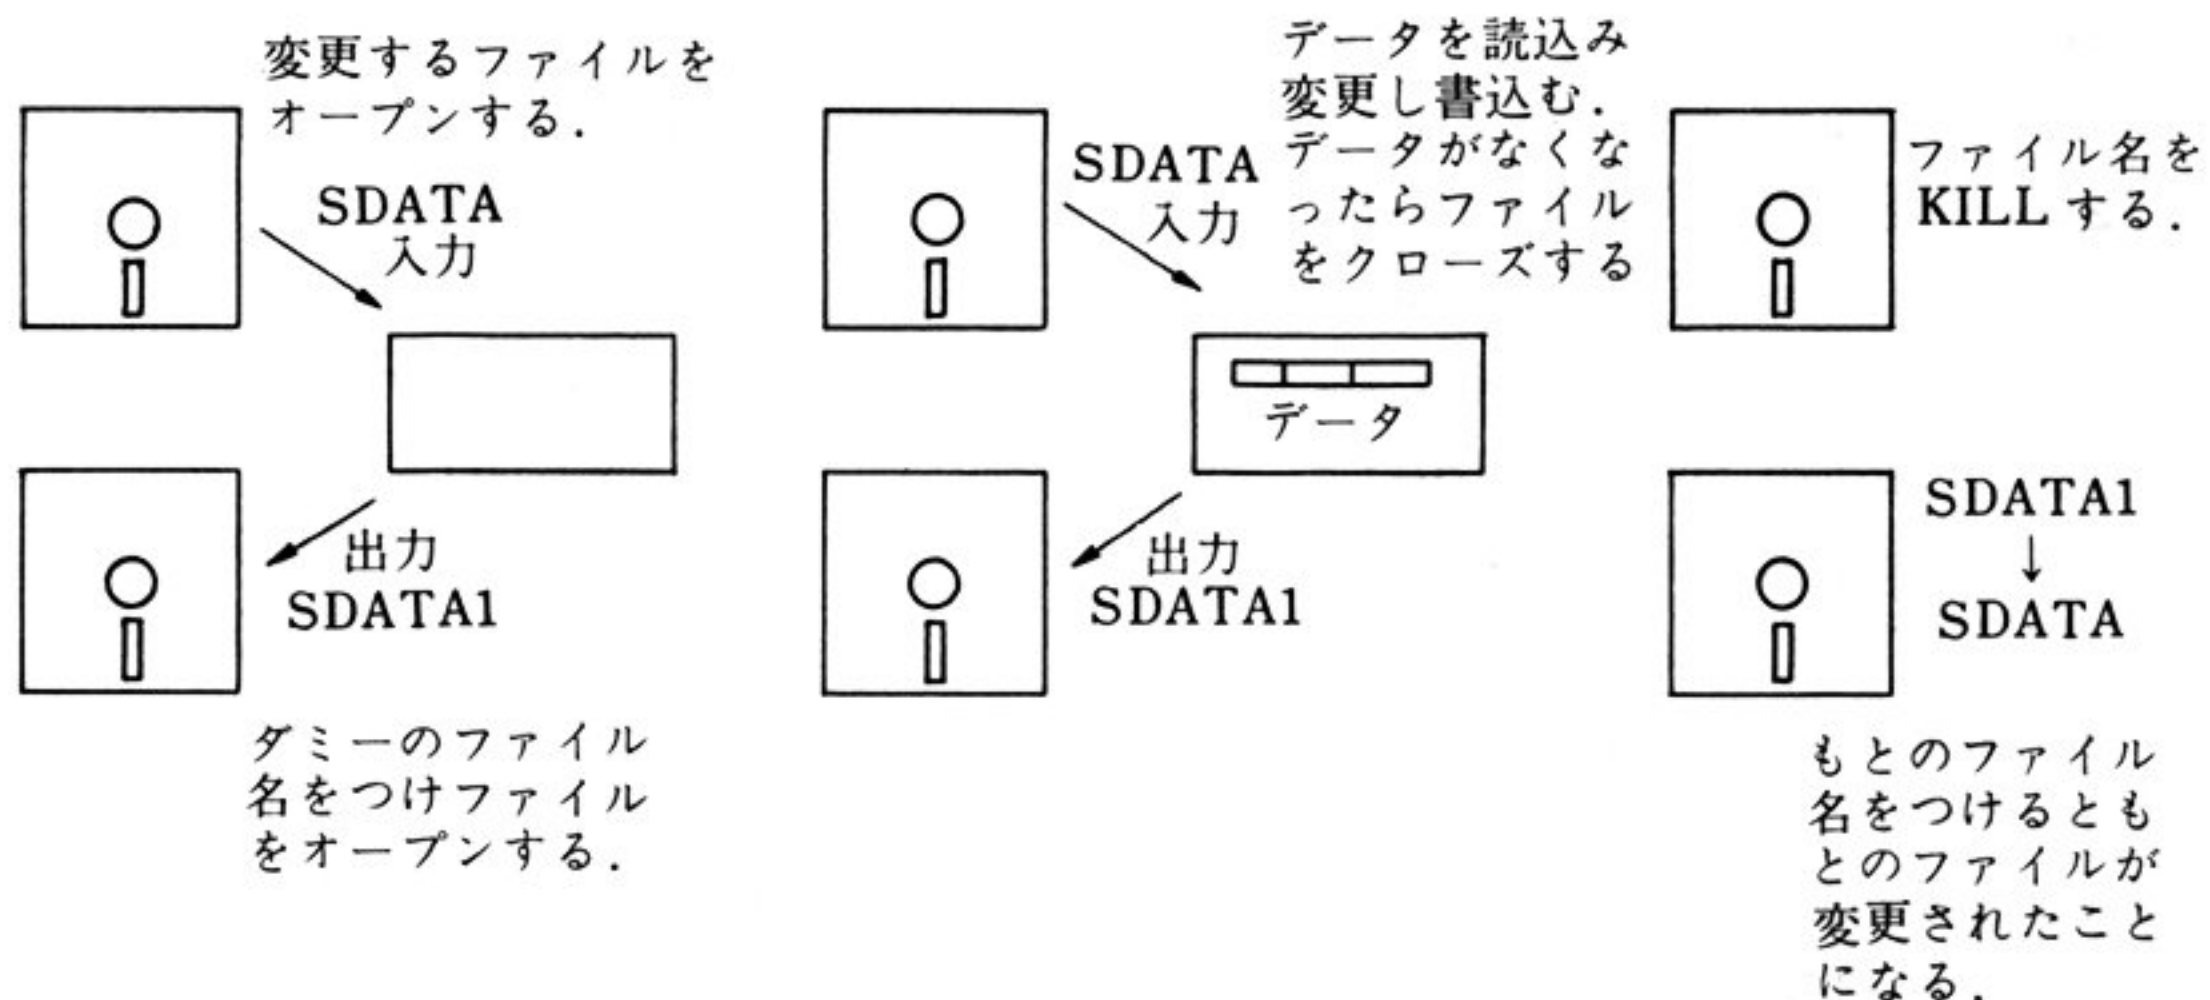 変更するファイルを
オープンする.
SDATA
入力
出力
SDATA1
ダミーのファイル
名をつけファイル
をオープンする.
データを読込み
変更し書込む.
データがなくな
ったらファイル
をクローズする
SDATA
入力
データ
出力
SDATA1
ファイル名を
KILLする.
SDATA1
↓
SDATA
もとのファイル
名をつけるとも
とのファイルが
変更されたこと
になる.